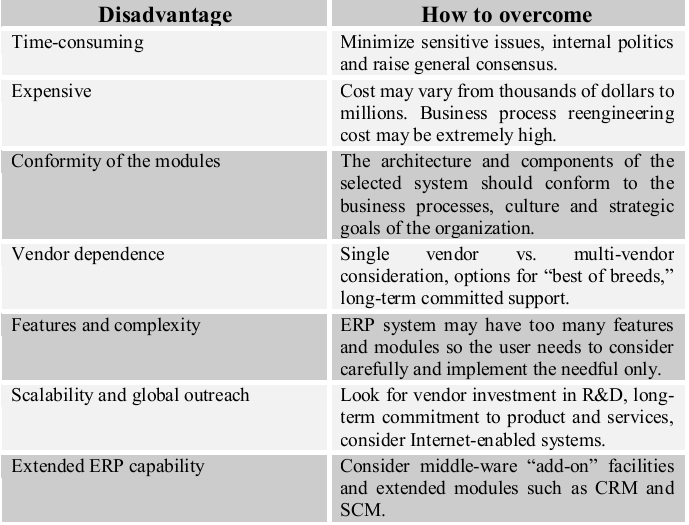 Disadvantage
How to overcome
Time-consuming
Minimize sensitive issues, internal politics
and raise general consensus.
Expensive
Cost may vary from thousands of dollars to
millions. Business process reengineering
cost may be extremely high.
Conformity of the modules
The architecture and components of the
selected system should conform to the
business processes, culture and strategic
goals of the organization.
Vendor dependence
Single vendor vs. multi-vendor
consideration, options for “best of breeds,”
long-term committed support.
Features and complexity
ERP system may have too many features
and modules so the user needs to consider
carefully and implement the needful only.
Scalability and global outreach
Look for vendor investment in R&D, long-
term commitment to product and services,
consider Internet-enabled systems.
Extended ERP capability
Consider middle-ware “add-on” facilities
and extended modules such as CRM and
SCM.